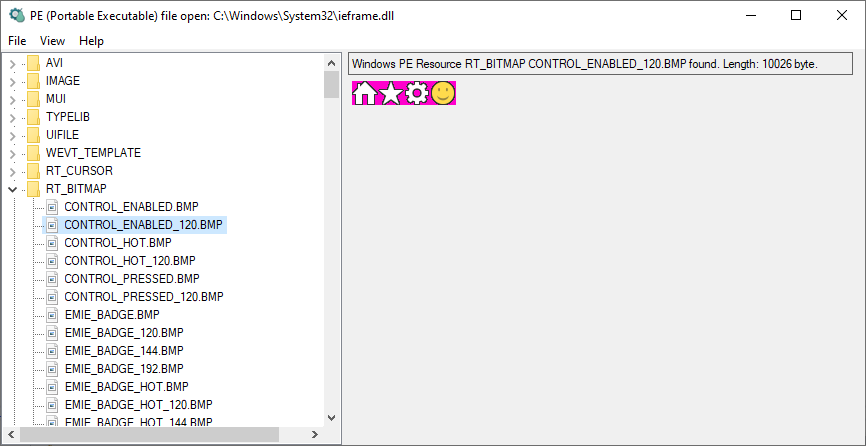 PE (Portable Executable) file open: C:\Windows\System32\ieframe.dll
File View Help
AVI
IMAGE
MUI
TYPELIB
UIFILE
WEVT_TEMPLATE
RT_CURSOR
RT_BITMAP
CONTROL_ENABLED.BMP
CONTROL_ENABLED_120.BMP
CONTROL_HOT.BMP
CONTROL_HOT_120.BMP
CONTROL_PRESSED.BMP
CONTROL_PRESSED_120.BMP
EMIE_BADGE.BMP
EMIE_BADGE_120.BMP
EMIE_BADGE_144.BMP
EMIE_BADGE_192.BMP
EMIE_BADGE_HOT.BMP
EMIE_BADGE_HOT_120.BMP
EMIE_BADGE_HOT_144.BMP
Windows PE Resource RT_BITMAP CONTROL_ENABLED_120.BMP found. Length: 10026 byte.